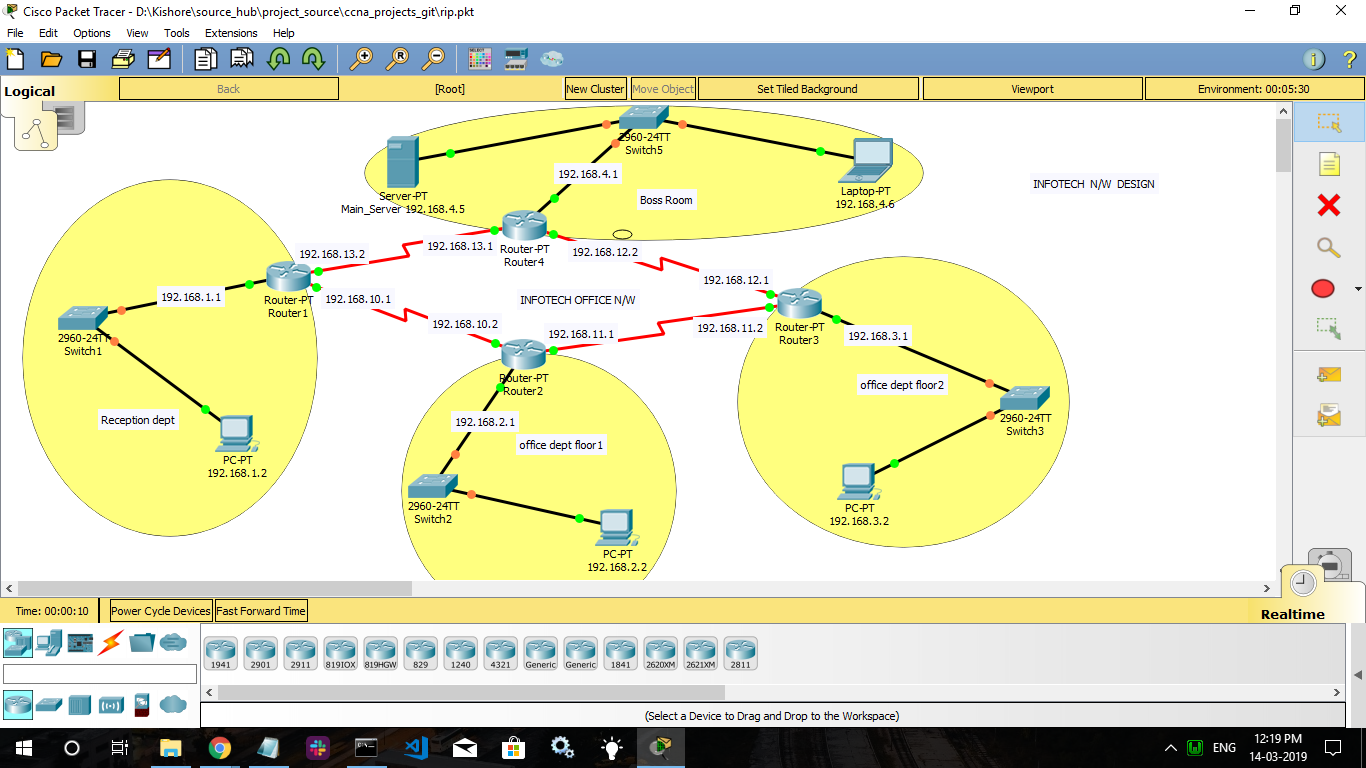 Cisco Packet Tracer - D:\Kishore\source_hub\project_source\ccna_projects_git\rip.pkt
File Edit Options View Tools Extensions Help
Logical
Back
[Root]
New Cluster
Move Object
Set Tiled Background
Viewport
Environment: 00:05:30
2960-24TT
Switch5
192.168.4.1
Server-PT
Main_Server 192.168.4.5
Boss Room
Laptop-PT
192.168.4.6
INFOTECH N/W DESIGN
192.168.13.2
192.168.13.1
Router-PT
Router4
192.168.12.2
192.168.12.1
192.168.1.1
Router-PT
Router1
192.168.10.1
INFOTECH OFFICE N/W
192.168.10.2
192.168.11.1
192.168.11.2
Router-PT
Router3
192.168.3.1
2960-24TT
Switch1
Router-PT
Router2
office dept floor2
2960-24TT
Switch3
Reception dept
192.168.2.1
office dept floor1
PC-PT
192.168.1.2
2960-24TT
Switch2
PC-PT
192.168.3.2
PC-PT
192.168.2.2
Time: 00:00:10
Power Cycle Devices
Fast Forward Time
Realtime
1941
2901
2911
819IOX
819HGW
829
1240
4321
Generic
Generic
1841
2620XM
2621XM
2811
(Select a Device to Drag and Drop to the Workspace)
ENG
12:19 PM
14-03-2019